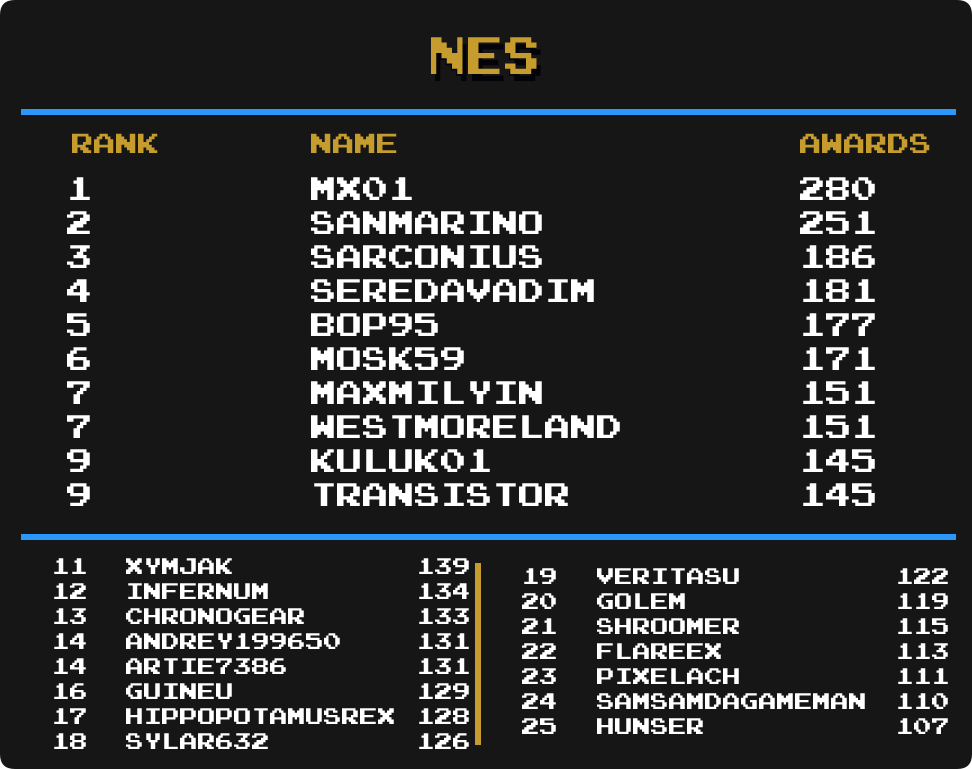 NES
RANK NAME AWARDS
1 MX01 280
2 SANMARINO 251
3 SARCONIUS 186
4 SEREDAVADIM 181
5 BOP95 177
6 MOSK59 171
7 MAXMILYIN 151
7 WESTMORELAND 151
9 KULUK01 145
9 TRANSISTOR 145
11 XYMJAK 139
12 INFERNUM 134
13 CHRONOGEAR 133
14 ANDREY199650 131
14 ARTIE7386 131
16 GUINEU 129
17 HIPPOPOTAMUSREX 128
18 SYLAR632 126
19 VERITASU 122
20 GOLEM 119
21 SHROOMER 115
22 FLAREEX 113
23 PIXELACH 111
24 SAMSAMDAGAMEMAN 110
25 HUNSER 107